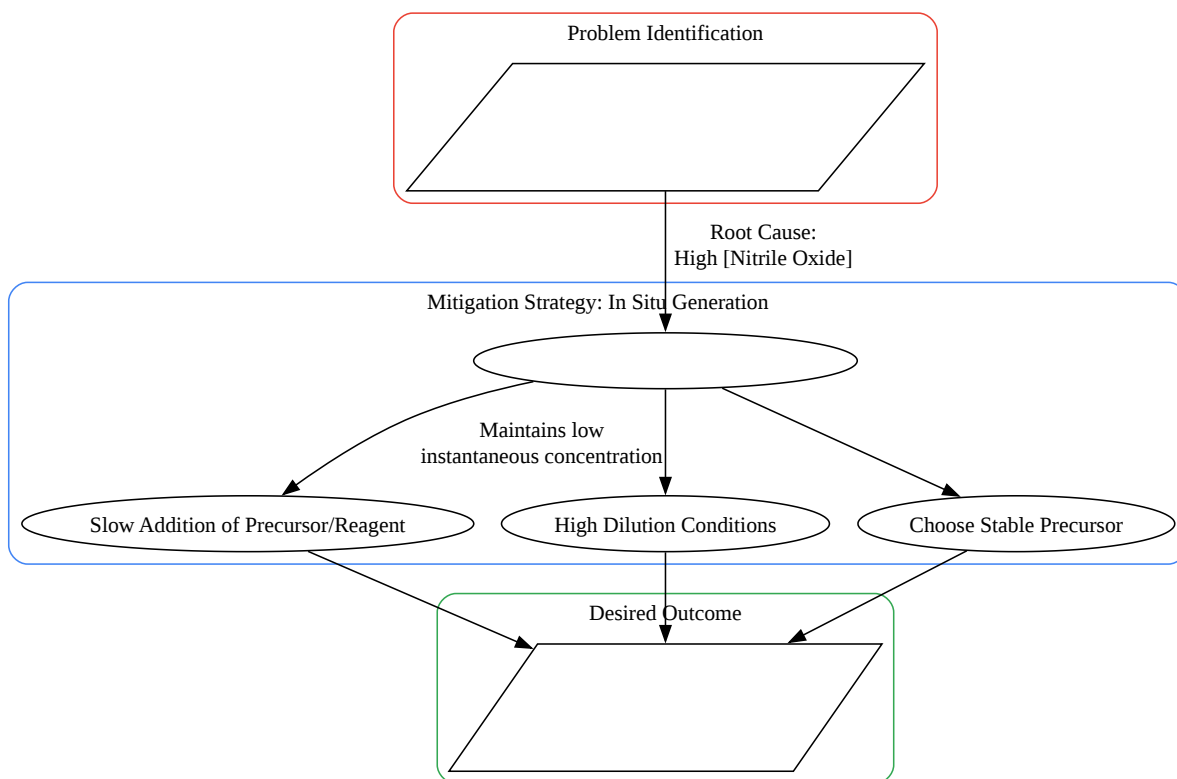 Problem Identification
Root Cause:
High [Nitrile Oxide]
Mitigation Strategy: In Situ Generation
Maintains low
instantaneous concentration
Slow Addition of Precursor/Reagent
High Dilution Conditions
Choose Stable Precursor
Desired Outcome